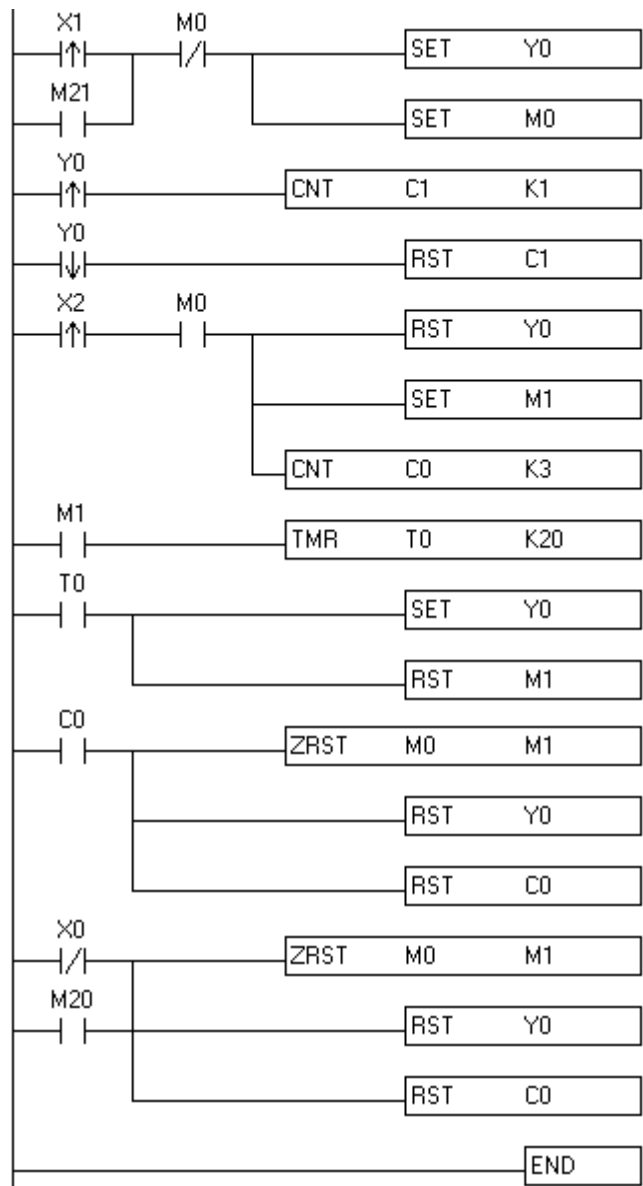 X1 M0
SET Y0
M21
SET M0
Y0
CNT C1 K1
Y0
RST C1
X2 M0
RST Y0
SET M1
CNT C0 K3
M1
TMR T0 K20
T0
SET Y0
RST M1
C0
ZRST M0 M1
RST Y0
RST C0
X0
ZRST M0 M1
M20
RST Y0
RST C0
END